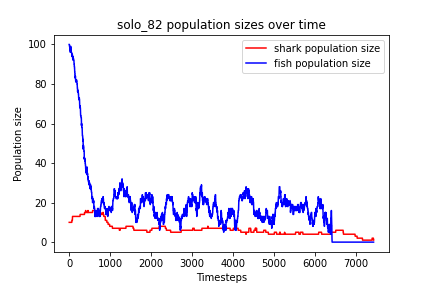 solo_82 population sizes over time
shark population size
fish population size
Population size
100
80
60
40
20
0
0 1000 2000 3000 4000 5000 6000 7000
Timesteps